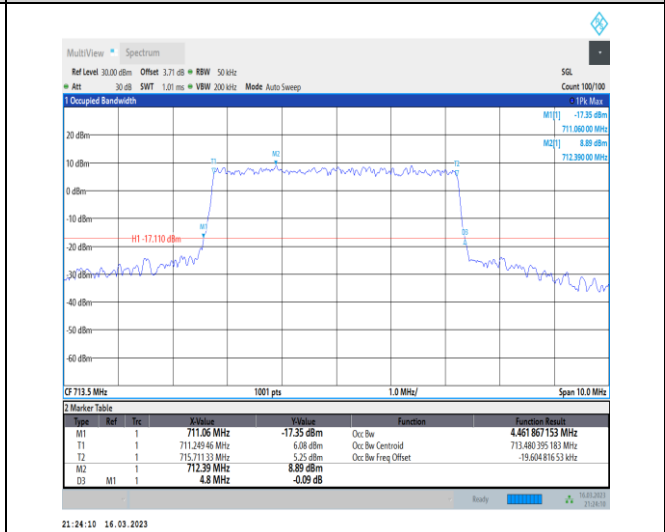 MultiView Spectrum
Ref Level 30.00 dBm Offset 3.71 dB RBW 50 kHz SGL
Att 30 dB SWT 1.01 ms VBW 200 kHz Mode Auto Sweep Count 100/100
1 Occupied Bandwidth 1Pk Max
M1[1] -17.35 dBm
711.060 00 MHz
M2[1] 8.89 dBm
712.390 00 MHz
20 dBm
10 dBm
T1 M2 T2
0 dBm
-10 dBm
M1 D3
H1 -17.110 dBm
-20 dBm
-30 dBm
-40 dBm
-50 dBm
-60 dBm
CF 713.5 MHz 1001 pts 1.0 MHz/ Span 10.0 MHz
2 Marker Table
Type Ref Trc X-Value Y-Value Function Function Result
M1 1 711.06 MHz -17.35 dBm Occ Bw 4.461 867 153 MHz
T1 1 711.249 46 MHz 6.08 dBm Occ Bw Centroid 713.480 395 183 MHz
T2 1 715.711 33 MHz 5.25 dBm Occ Bw Freq Offset -19.604 816 53 kHz
M2 1 712.39 MHz 8.89 dBm
D3 M1 1 4.8 MHz -0.09 dB
Ready 16.03.2023
21:24:10
21:24:10 16.03.2023